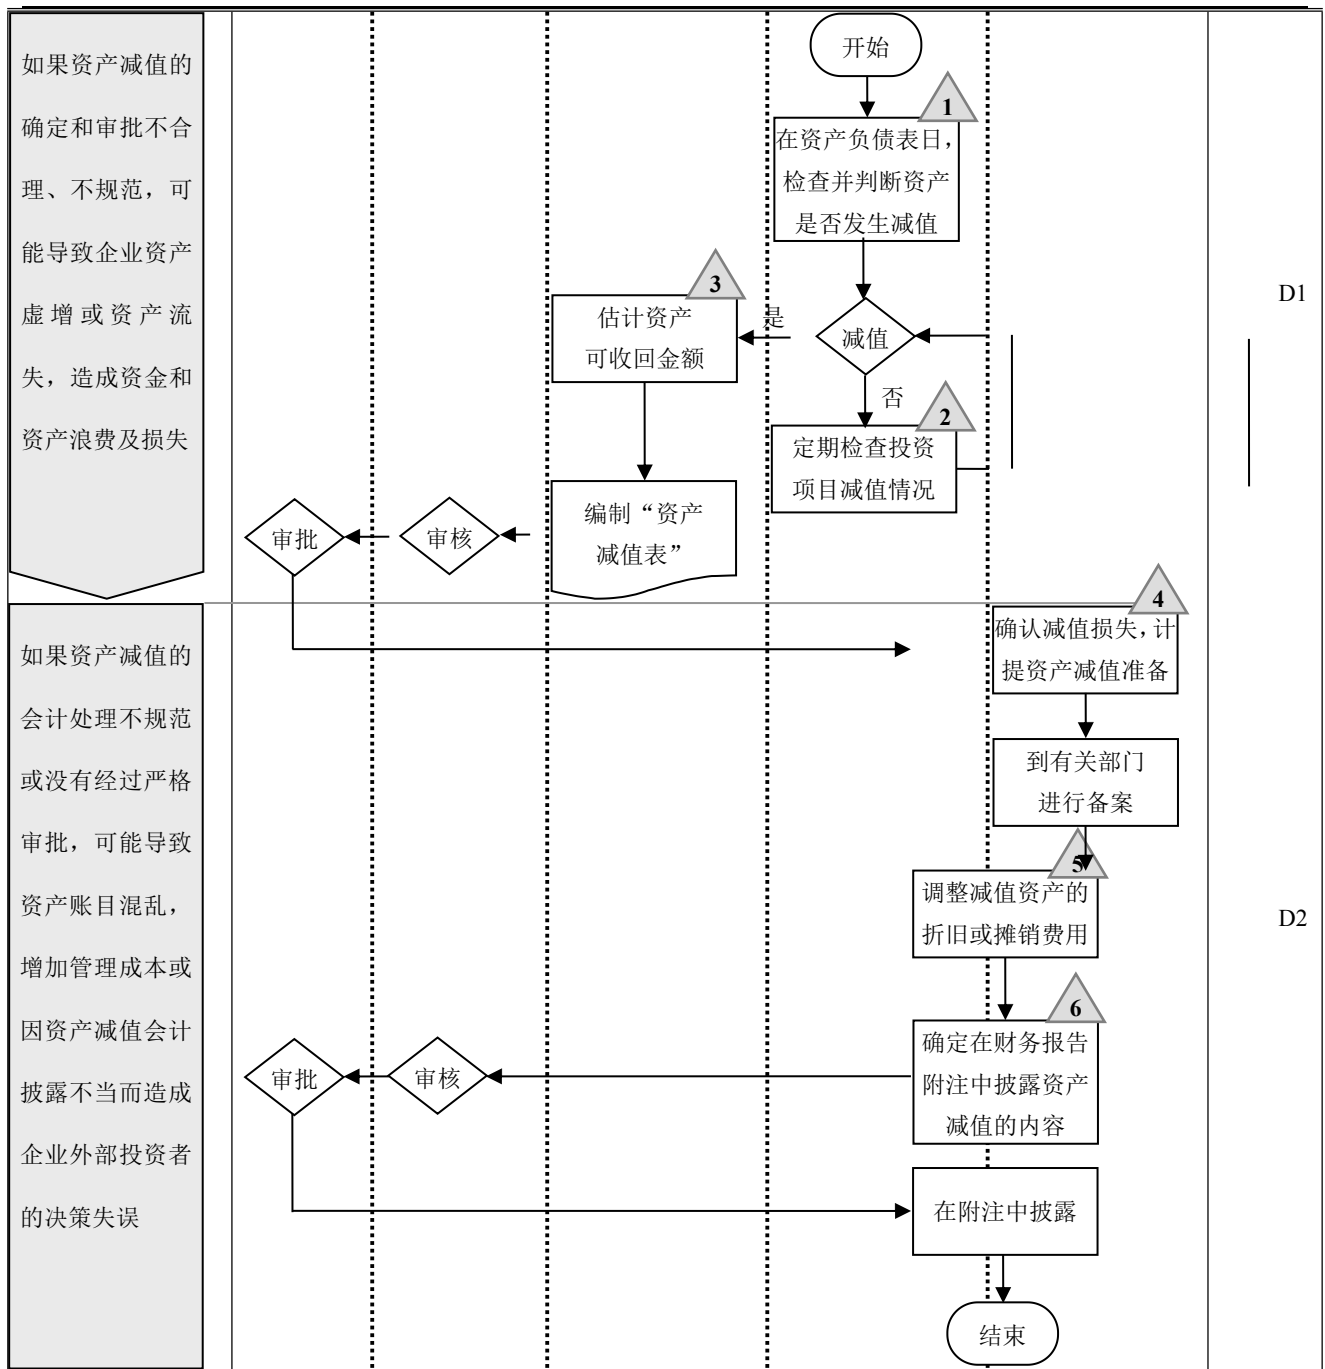 如果资产减值的
确定和审批不合
理、不规范，可
能导致企业资产
虚增或资产流
失，造成资金和
资产浪费及损失
开始
1
在资产负债表日，
检查并判断资产
是否发生减值
D1
3
估计资产
可收回金额
是
减值
否
2
定期检查投资
项目减值情况
编制“资产
减值表”
审核
审批
如果资产减值的
会计处理不规范
或没有经过严格
审批，可能导致
资产账目混乱，
增加管理成本或
因资产减值会计
披露不当而造成
企业外部投资者
的决策失误
4
确认减值损失，计
提资产减值准备
到有关部门
进行备案
5
调整减值资产的
折旧或摊销费用
D2
6
确定在财务报告
附注中披露资产
减值的内容
审核
审批
在附注中披露
结束